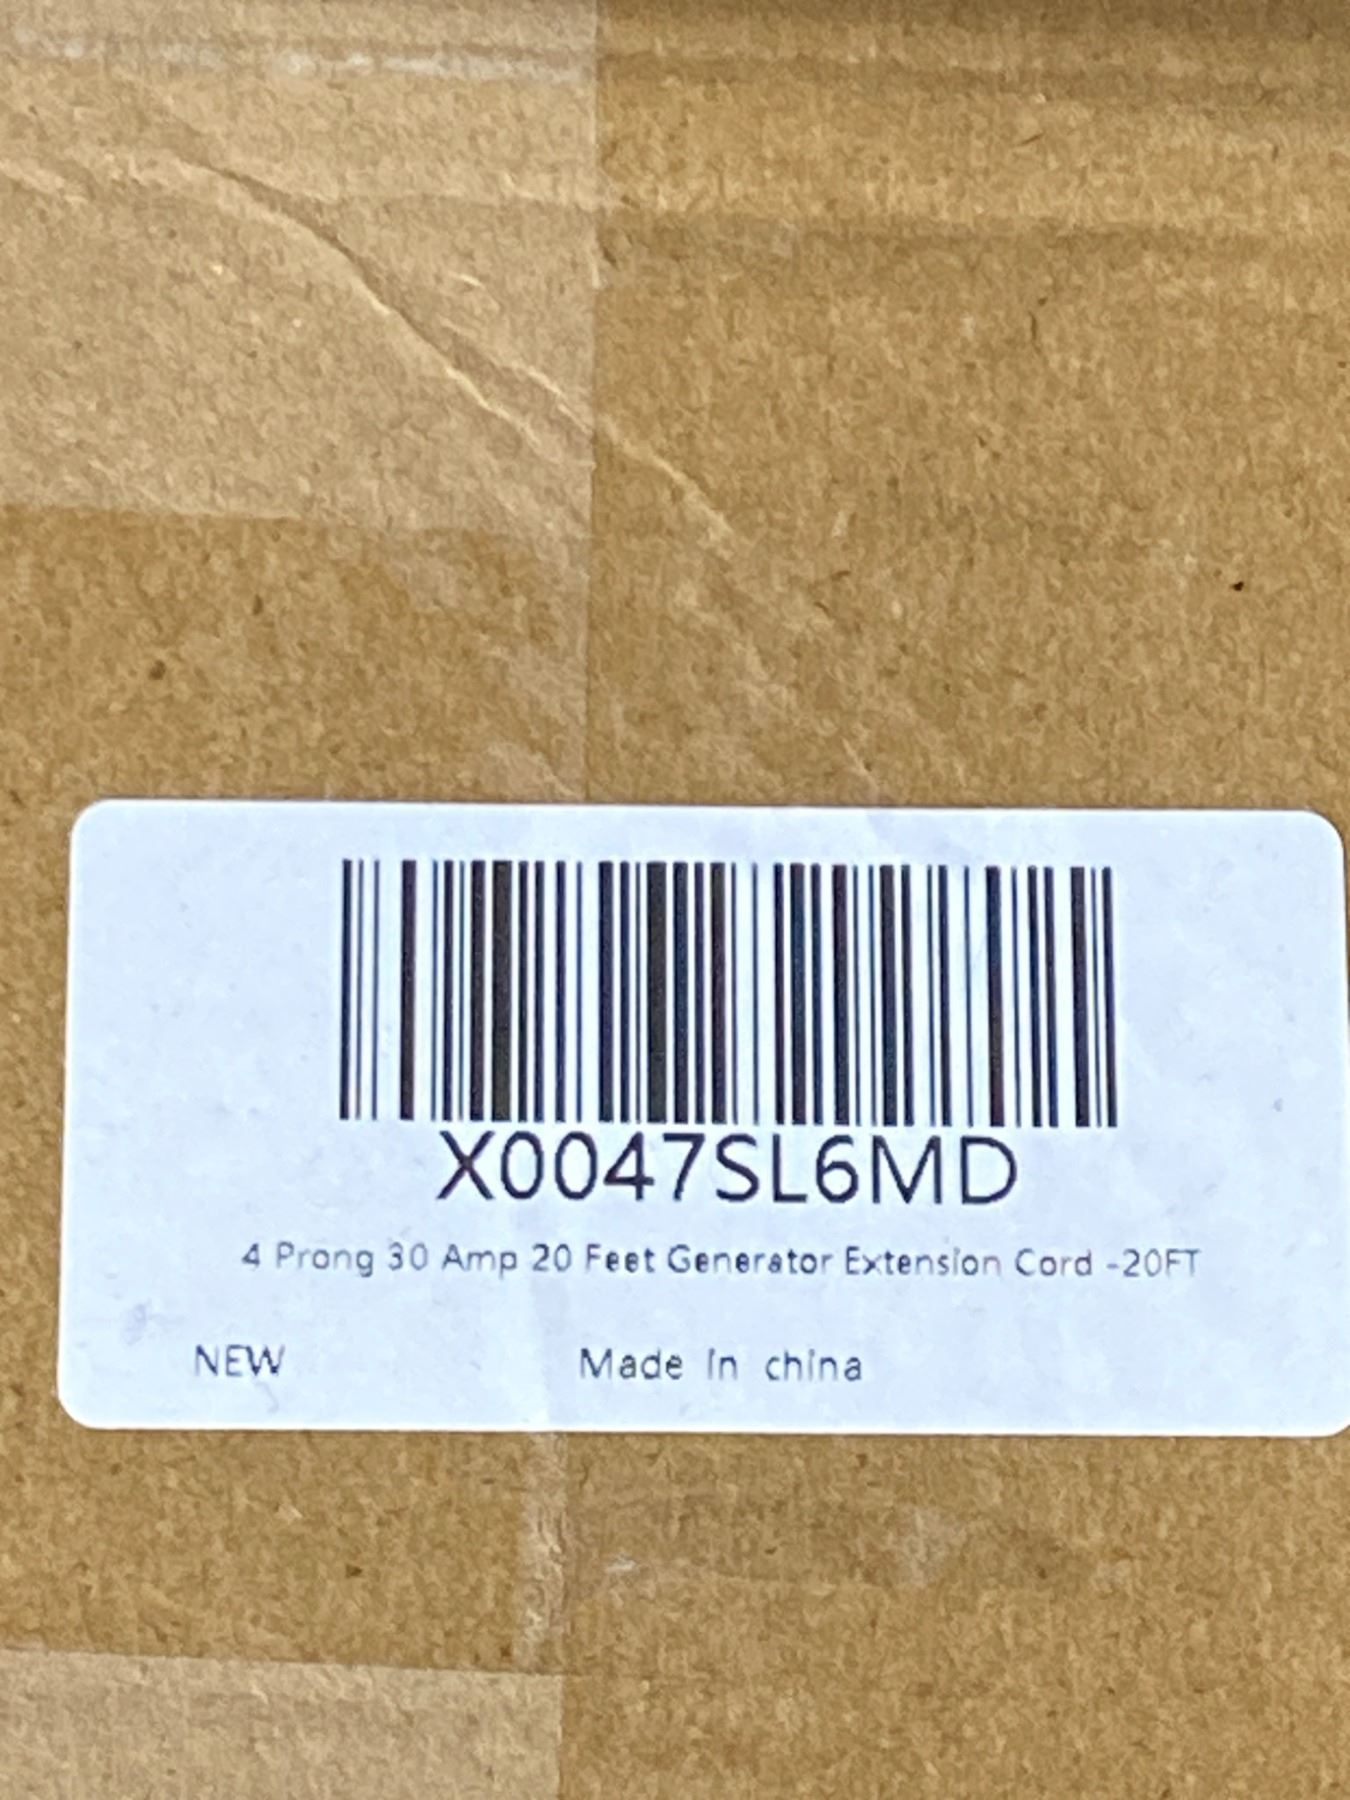 X0047SL6MD
4 Prong 30 Amp 20 Feet Generator Extension Cord -20FT
NEW Made in china